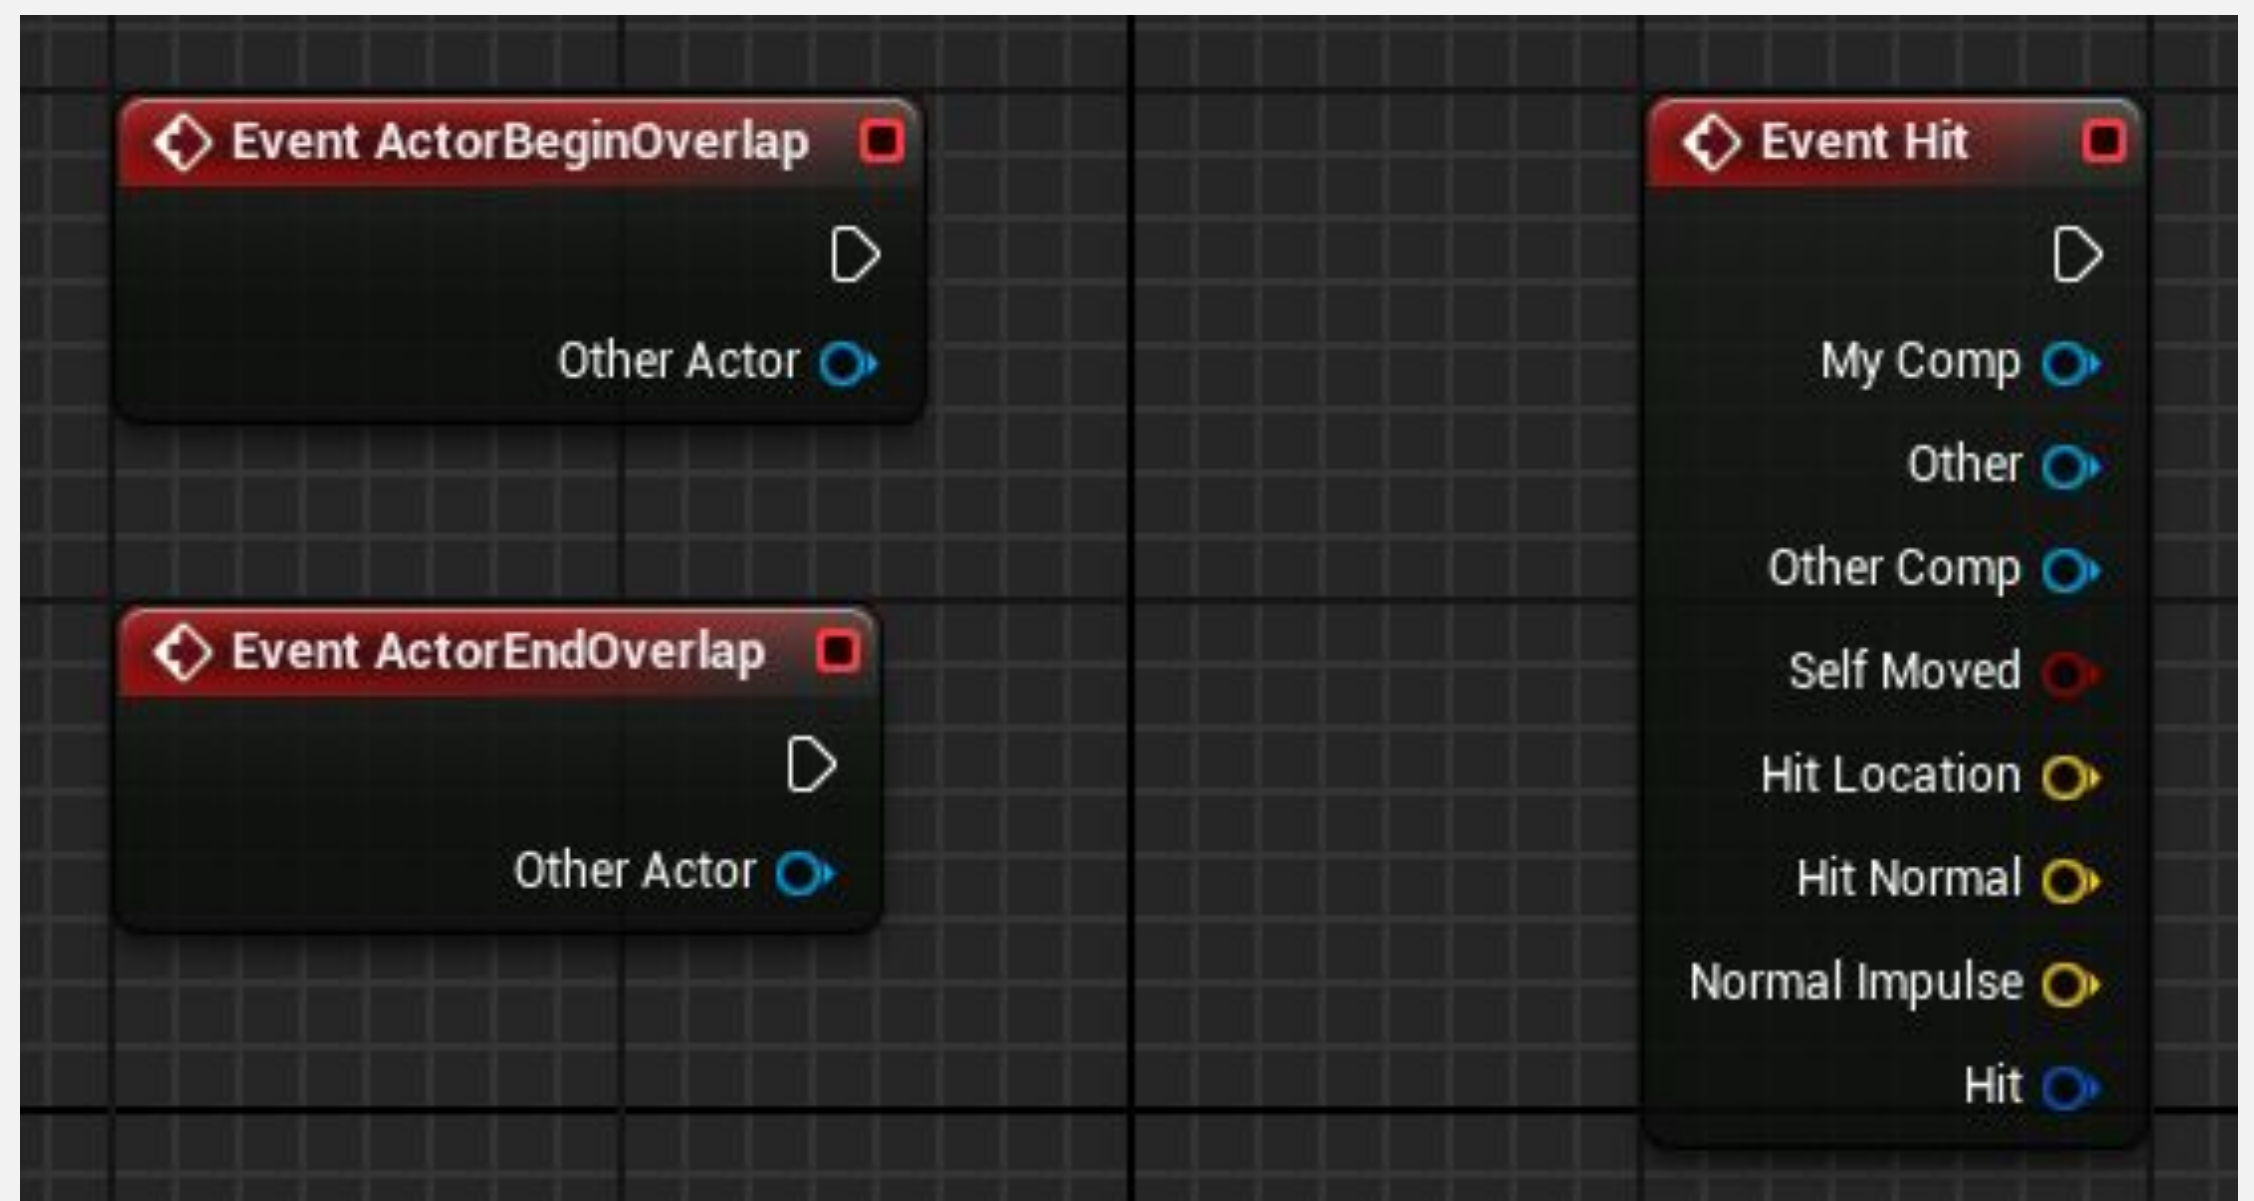 Event ActorBeginOverlap
Other Actor
Event ActorEndOverlap
Other Actor
Event Hit
My Comp
Other
Other Comp
Self Moved
Hit Location
Hit Normal
Normal Impulse
Hit